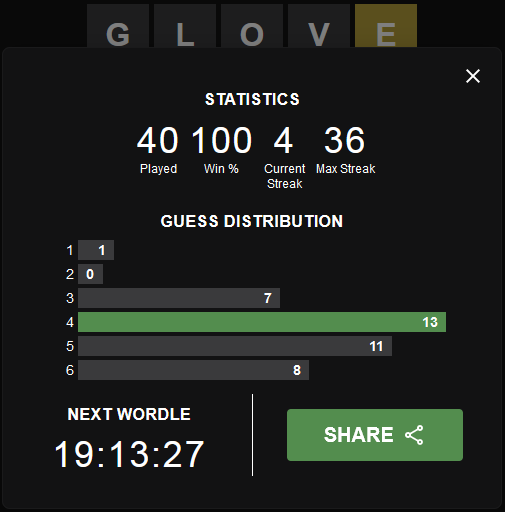 G L O V E
STATISTICS
40 100 4 36
Played Win % Current Streak Max Streak
GUESS DISTRIBUTION
1 1
2 0
3 7
4 13
5 11
6 8
NEXT WORDLE
19:13:27
SHARE